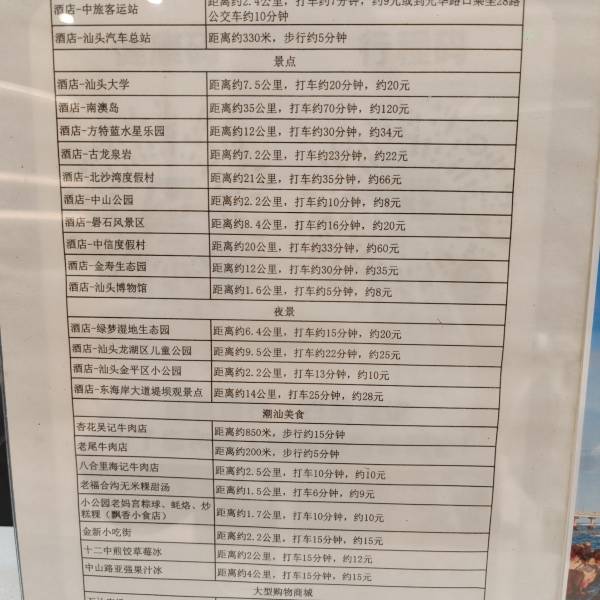 酒店-中旅客运站 距离约2.4公里，打车约7分钟，约9元或到光华路口乘坐28路
公交车约10分钟
酒店-汕头汽车总站 距离约330米，步行约5分钟
景点
酒店-汕头大学 距离约7.5公里，打车约20分钟，约20元
酒店-南澳岛 距离约35公里，打车约70分钟，约120元
酒店-方特蓝水星乐园 距离约12公里，打车约30分钟，约34元
酒店-古龙泉岩 距离约7.2公里，打车约23分钟，约22元
酒店-北沙湾度假村 距离约21公里，打车约35分钟，约66元
酒店-中山公园 距离约2.2公里，打车约10分钟，约8元
酒店-礐石风景区 距离约8.4公里，打车约16分钟，约20元
酒店-中信度假村 距离约20公里，打车约33分钟，约60元
酒店-金寿生态园 距离约12公里，打车约30分钟，约35元
酒店-汕头博物馆 距离约1.6公里，打车约5分钟，约8元
夜景
酒店-绿梦湿地生态园 距离约6.4公里，打车约15分钟，约20元
酒店-汕头龙湖区儿童公园 距离约9.5公里，打车约22分钟，约25元
酒店-汕头金平区小公园 距离约2.2公里，打车13分钟，约10元
酒店-东海岸大道堤坝观景点 距离约14公里，打车25分钟，约28元
潮汕美食
杏花吴记牛肉店 距离约850米，步行约15分钟
老尾牛肉店 距离约200米，步行约5分钟
八合里海记牛肉店 距离约2.5公里，打车10分钟，约10元
老福合沟无米粿甜汤 距离约1.5公里，打车6分钟，约9元
小公园老妈宫粽球、蚝烙、炒
糕粿（飘香小食店） 距离约1.7公里，打车10分钟，约10元
金新小吃街 距离约2.2公里，打车15分钟，约15元
十二中煎饺草莓冰 距离约2公里，打车15分钟，约12元
中山路亚强果汁冰 距离约4公里，打车15分钟，约15元
大型购物商城